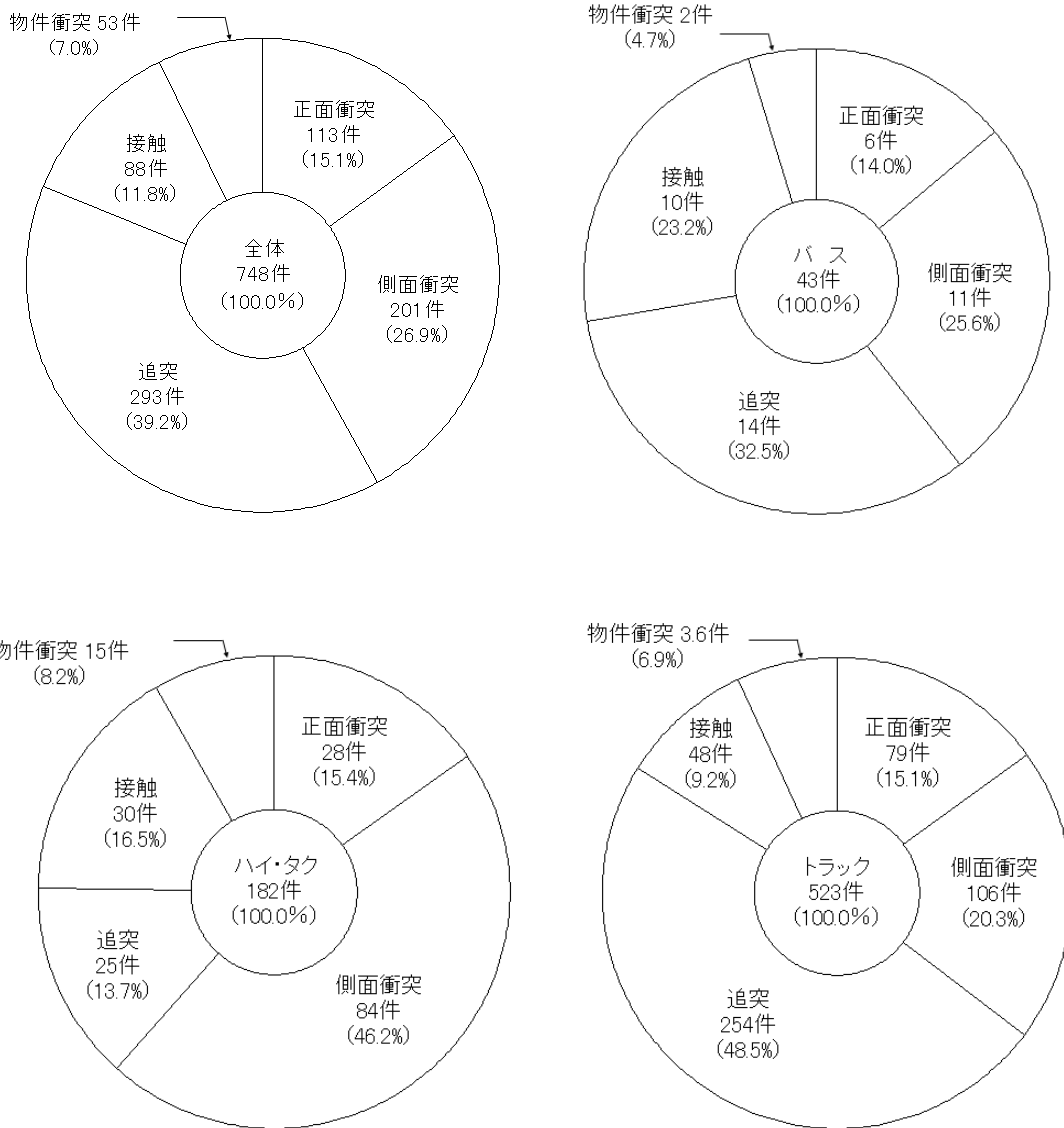 物件衝突 53件
(7.0%)
正面衝突
113件
(15.1%)
側面衝突
201件
(26.9%)
追突
293件
(39.2%)
接触
88件
(11.8%)
全体
748件
(100.0%)
物件衝突 2件
(4.7%)
正面衝突
6件
(14.0%)
側面衝突
11件
(25.6%)
追突
14件
(32.5%)
接触
10件
(23.2%)
バ ス
43件
(100.0%)
物件衝突 15件
(8.2%)
正面衝突
28件
(15.4%)
側面衝突
84件
(46.2%)
追突
25件
(13.7%)
接触
30件
(16.5%)
ハイ・タク
182件
(100.0%)
物件衝突 3.6件
(6.9%)
正面衝突
79件
(15.1%)
側面衝突
106件
(20.3%)
追突
254件
(48.5%)
接触
48件
(9.2%)
トラック
523件
(100.0%)